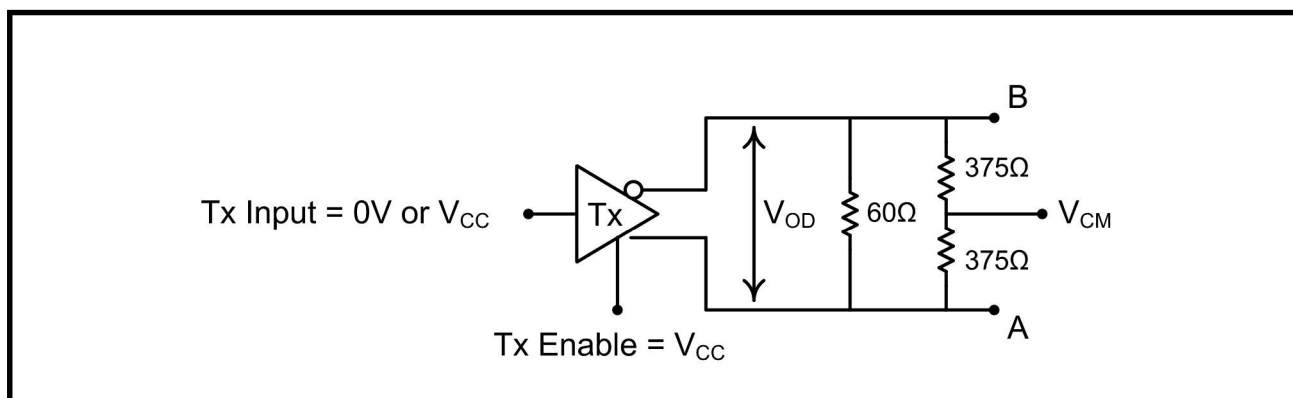 B
375Ω
Tx Input = 0V or VCC
Tx
VOD
60Ω
VCM
375Ω
A
Tx Enable = VCC